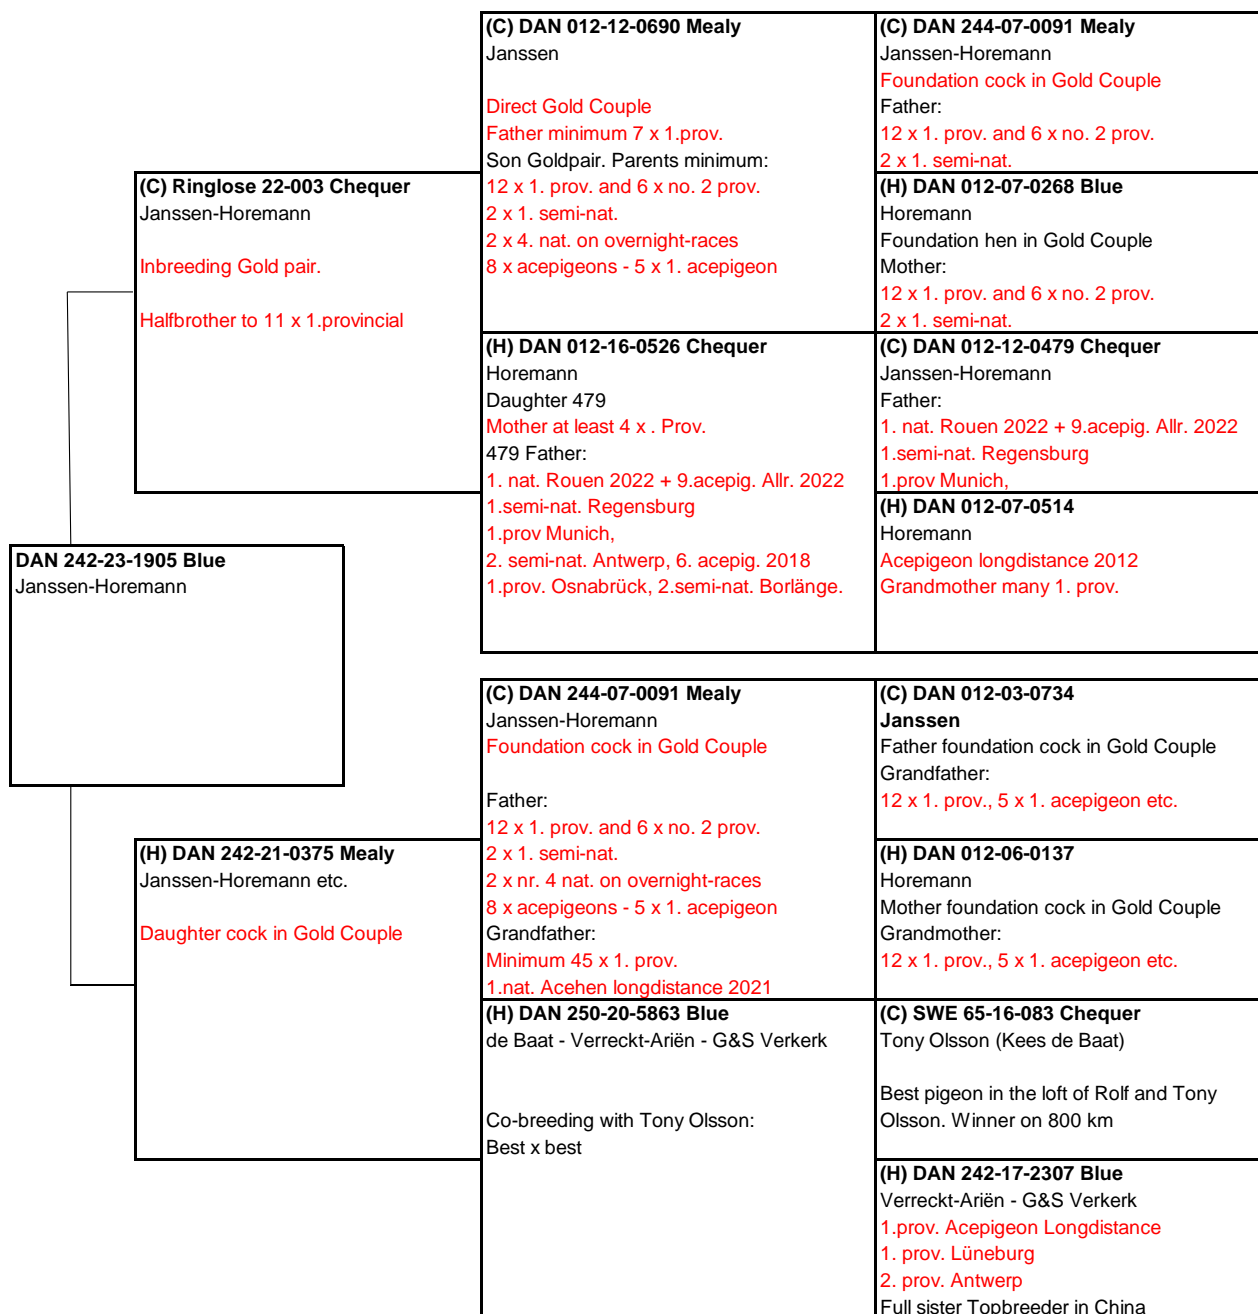 DAN 242-23-1905 Blue
Janssen-Horemann
(C) Ringlose 22-003 Chequer
Janssen-Horemann
Inbreeding Gold pair.
Halfbrother to 11 x 1.provincial
(H) DAN 242-21-0375 Mealy
Janssen-Horemann etc.
Daughter cock in Gold Couple
(C) DAN 012-12-0690 Mealy
Janssen
Direct Gold Couple
Father minimum 7 x 1.prov.
Son Goldpair. Parents minimum:
12 x 1. prov. and 6 x no. 2 prov.
2 x 1. semi-nat.
2 x 4. nat. on overnight-races
8 x acepigeons - 5 x 1. acepigeon
(H) DAN 012-16-0526 Chequer
Horemann
Daughter 479
Mother at least 4 x . Prov.
479 Father:
1. nat. Rouen 2022 + 9.acepig. Allr. 2022
1.semi-nat. Regensburg
1.prov Munich,
2. semi-nat. Antwerp, 6. acepig. 2018
1.prov. Osnabrück, 2.semi-nat. Borlänge.
(C) DAN 244-07-0091 Mealy
Janssen-Horemann
Foundation cock in Gold Couple
Father:
12 x 1. prov. and 6 x no. 2 prov.
2 x 1. semi-nat.
2 x nr. 4 nat. on overnight-races
8 x acepigeons - 5 x 1. acepigeon
Grandfather:
Minimum 45 x 1. prov.
1.nat. Acehen longdistance 2021
(H) DAN 250-20-5863 Blue
de Baat - Verreckt-Ariën - G&S Verkerk
Co-breeding with Tony Olsson:
Best x best
(C) DAN 244-07-0091 Mealy
Janssen-Horemann
Foundation cock in Gold Couple
Father:
12 x 1. prov. and 6 x no. 2 prov.
2 x 1. semi-nat.
(H) DAN 012-07-0268 Blue
Horemann
Foundation hen in Gold Couple
Mother:
12 x 1. prov. and 6 x no. 2 prov.
2 x 1. semi-nat.
(C) DAN 012-12-0479 Chequer
Janssen-Horemann
Father:
1. nat. Rouen 2022 + 9.acepig. Allr. 2022
1.semi-nat. Regensburg
1.prov Munich,
(H) DAN 012-07-0514
Horemann
Acepigeon longdistance 2012
Grandmother many 1. prov.
(C) DAN 012-03-0734
Janssen
Father foundation cock in Gold Couple
Grandfather:
12 x 1. prov., 5 x 1. acepigeon etc.
(H) DAN 012-06-0137
Horemann
Mother foundation cock in Gold Couple
Grandmother:
12 x 1. prov., 5 x 1. acepigeon etc.
(C) SWE 65-16-083 Chequer
Tony Olsson (Kees de Baat)
Best pigeon in the loft of Rolf and Tony
Olsson. Winner on 800 km
(H) DAN 242-17-2307 Blue
Verreckt-Ariën - G&S Verkerk
1.prov. Acepigeon Longdistance
1. prov. Lüneburg
2. prov. Antwerp
Full sister Topbreeder in China